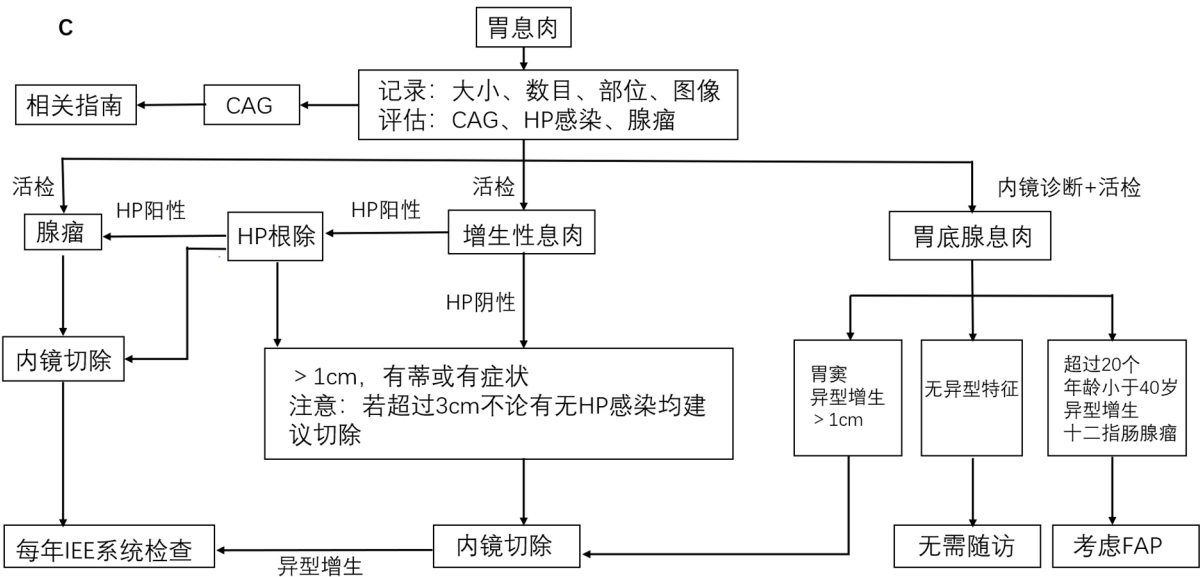 C
胃息肉
记录：大小、数目、部位、图像
评估：CAG、HP感染、腺瘤
CAG
相关指南
活检
活检
内镜诊断+活检
腺瘤
HP阳性
HP根除
HP阳性
增生性息肉
胃底腺息肉
HP阴性
内镜切除
＞1cm，有蒂或有症状
注意：若超过3cm不论有无HP感染均建
议切除
胃窦
异型增生
＞1cm
无异型特征
超过20个
年龄小于40岁
异型增生
十二指肠腺瘤
每年IEE系统检查
异型增生
内镜切除
无需随访
考虑FAP